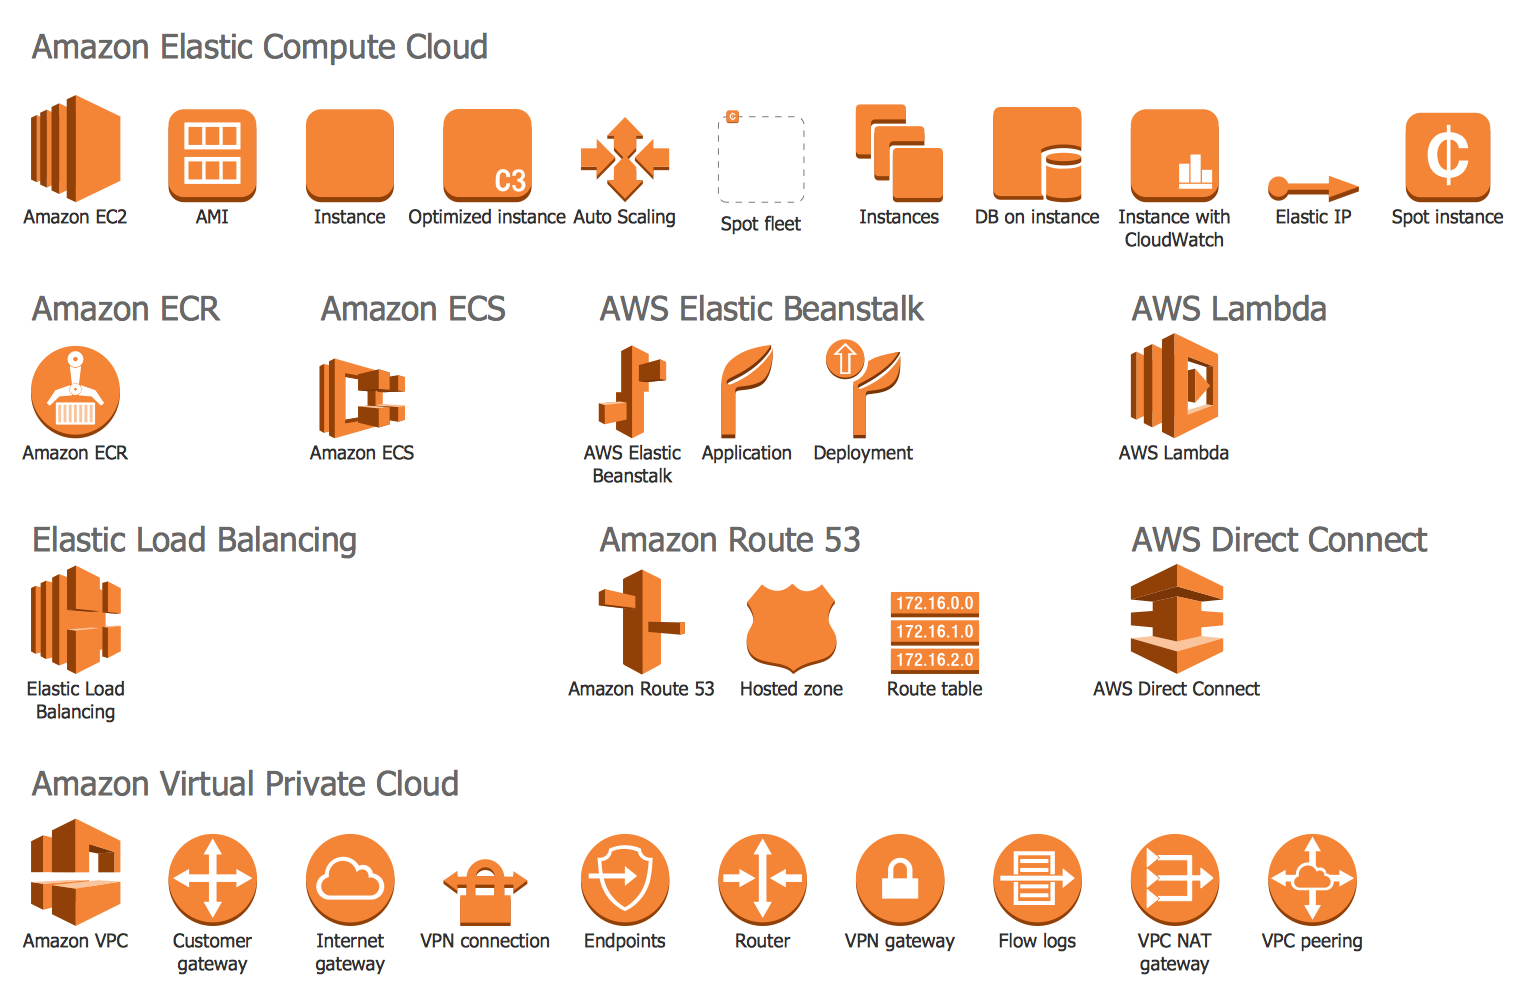 Amazon Elastic Compute Cloud
C3
¢
¢
Amazon EC2
AMI
Instance
Optimized instance
Auto Scaling
Spot fleet
Instances
DB on instance
Instance with
CloudWatch
Elastic IP
Spot instance
Amazon ECR
Amazon ECS
AWS Elastic Beanstalk
AWS Lambda
Amazon ECR
Amazon ECS
AWS Elastic
Beanstalk
Application
Deployment
AWS Lambda
Elastic Load Balancing
Amazon Route 53
AWS Direct Connect
172.16.0.0
172.16.1.0
172.16.2.0
Elastic Load
Balancing
Amazon Route 53
Hosted zone
Route table
AWS Direct Connect
Amazon Virtual Private Cloud
Amazon VPC
Customer
gateway
Internet
gateway
VPN connection
Endpoints
Router
VPN gateway
Flow logs
VPC NAT
gateway
VPC peering